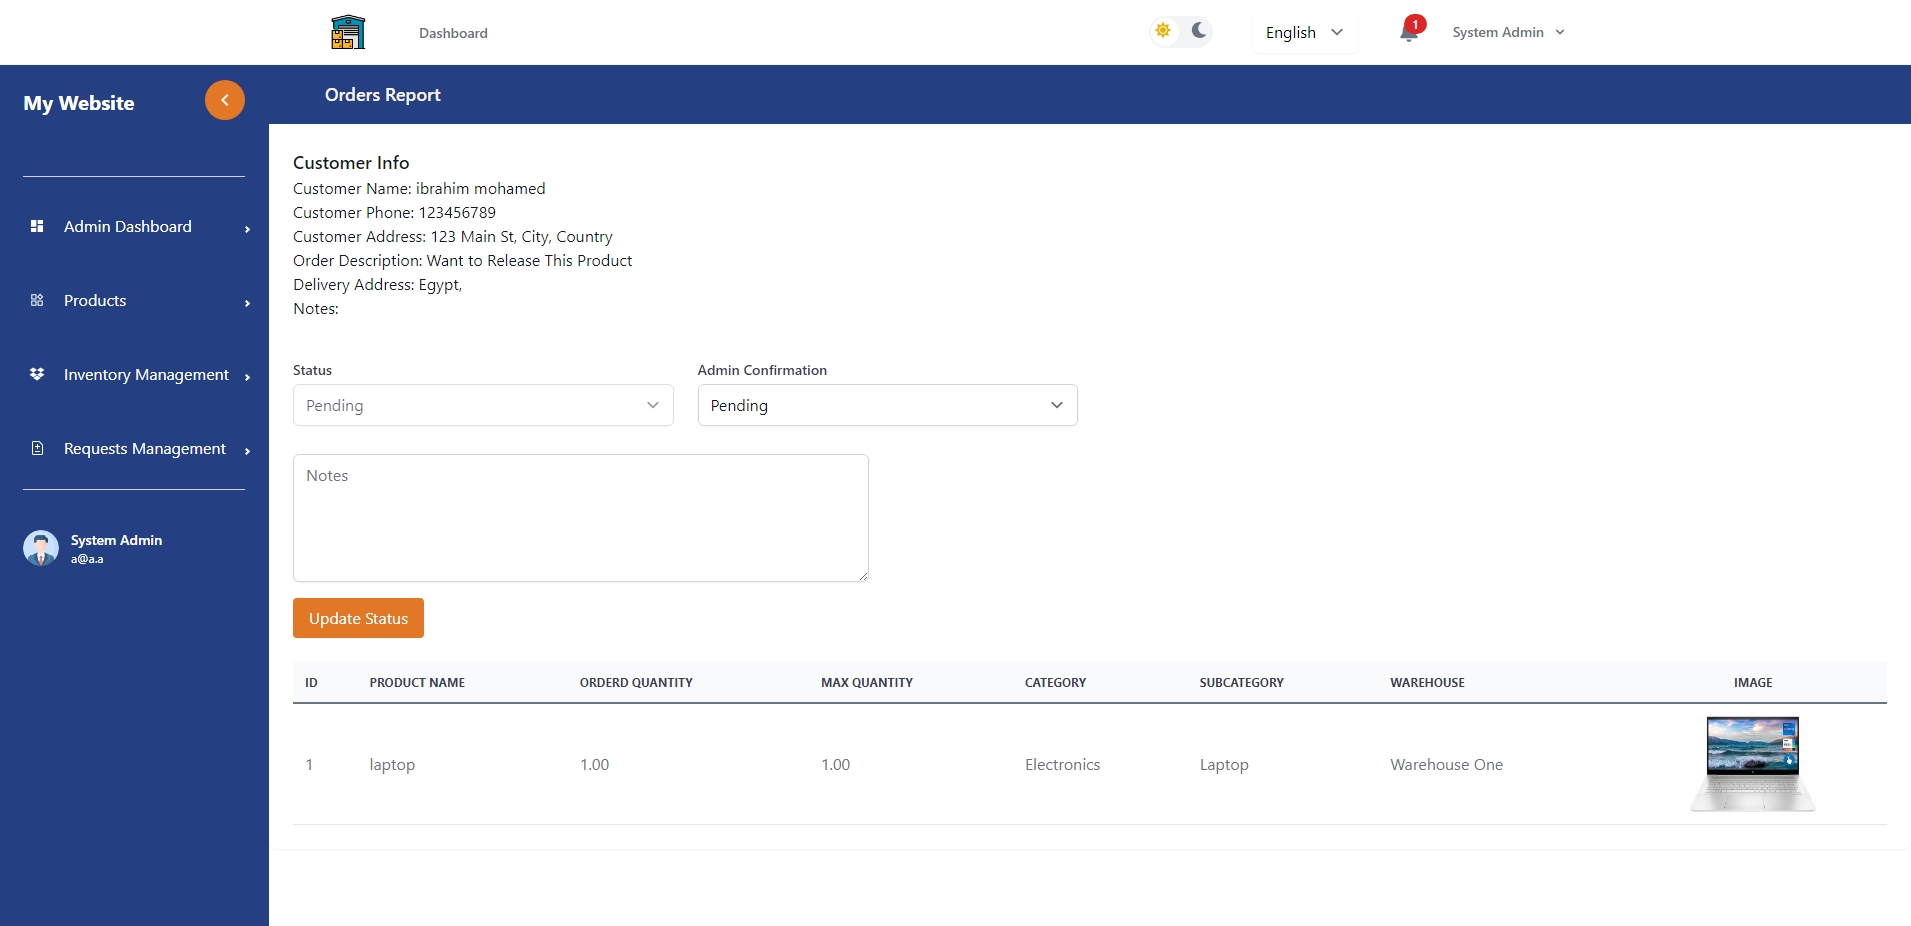 Dashboard
English
1
System Admin
My Website
Orders Report
Admin Dashboard
Products
Inventory Management
Requests Management
System Admin
a@a.a
Customer Info
Customer Name: ibrahim mohamed
Customer Phone: 123456789
Customer Address: 123 Main St, City, Country
Order Description: Want to Release This Product
Delivery Address: Egypt,
Notes:
Status
Admin Confirmation
Pending
Pending
Notes
Update Status
ID PRODUCT NAME ORDERD QUANTITY MAX QUANTITY CATEGORY SUBCATEGORY WAREHOUSE IMAGE
1 laptop 1.00 1.00 Electronics Laptop Warehouse One